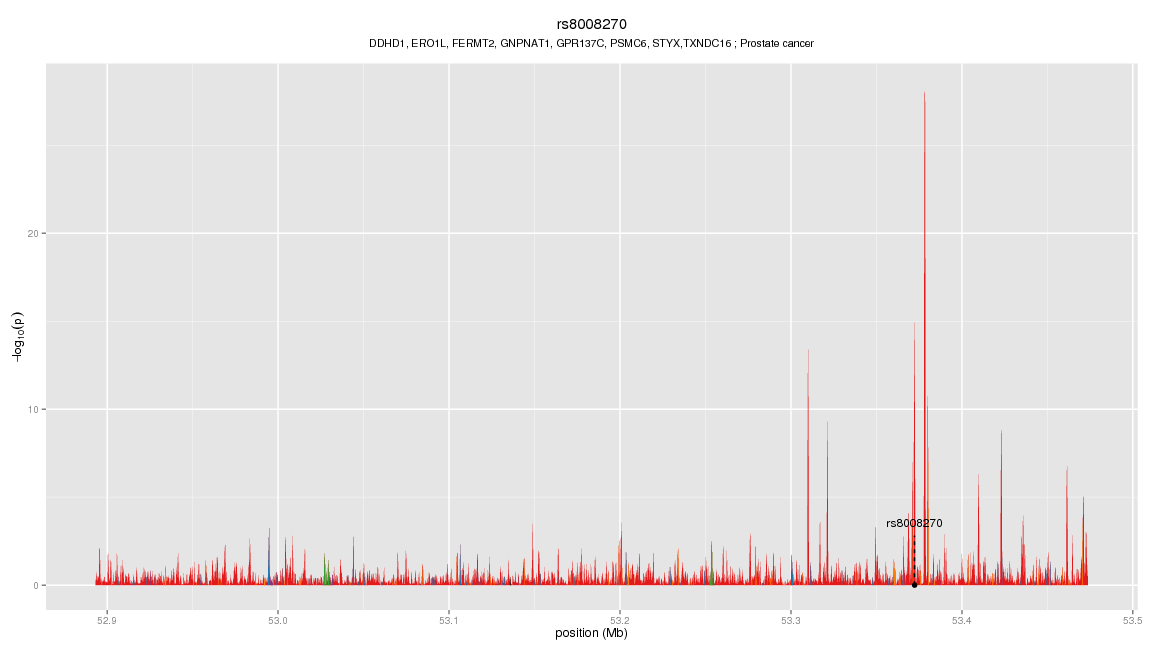 rs8008270
DDHD1, ERO1L, FERMT2, GNPNAT1, GPR137C, PSMC6, STYX,TXNDC16 ; Prostate cancer
20
10
0
−log10(p)
rs8008270
52.9 53.0 53.1 53.2 53.3 53.4 53.5
position (Mb)